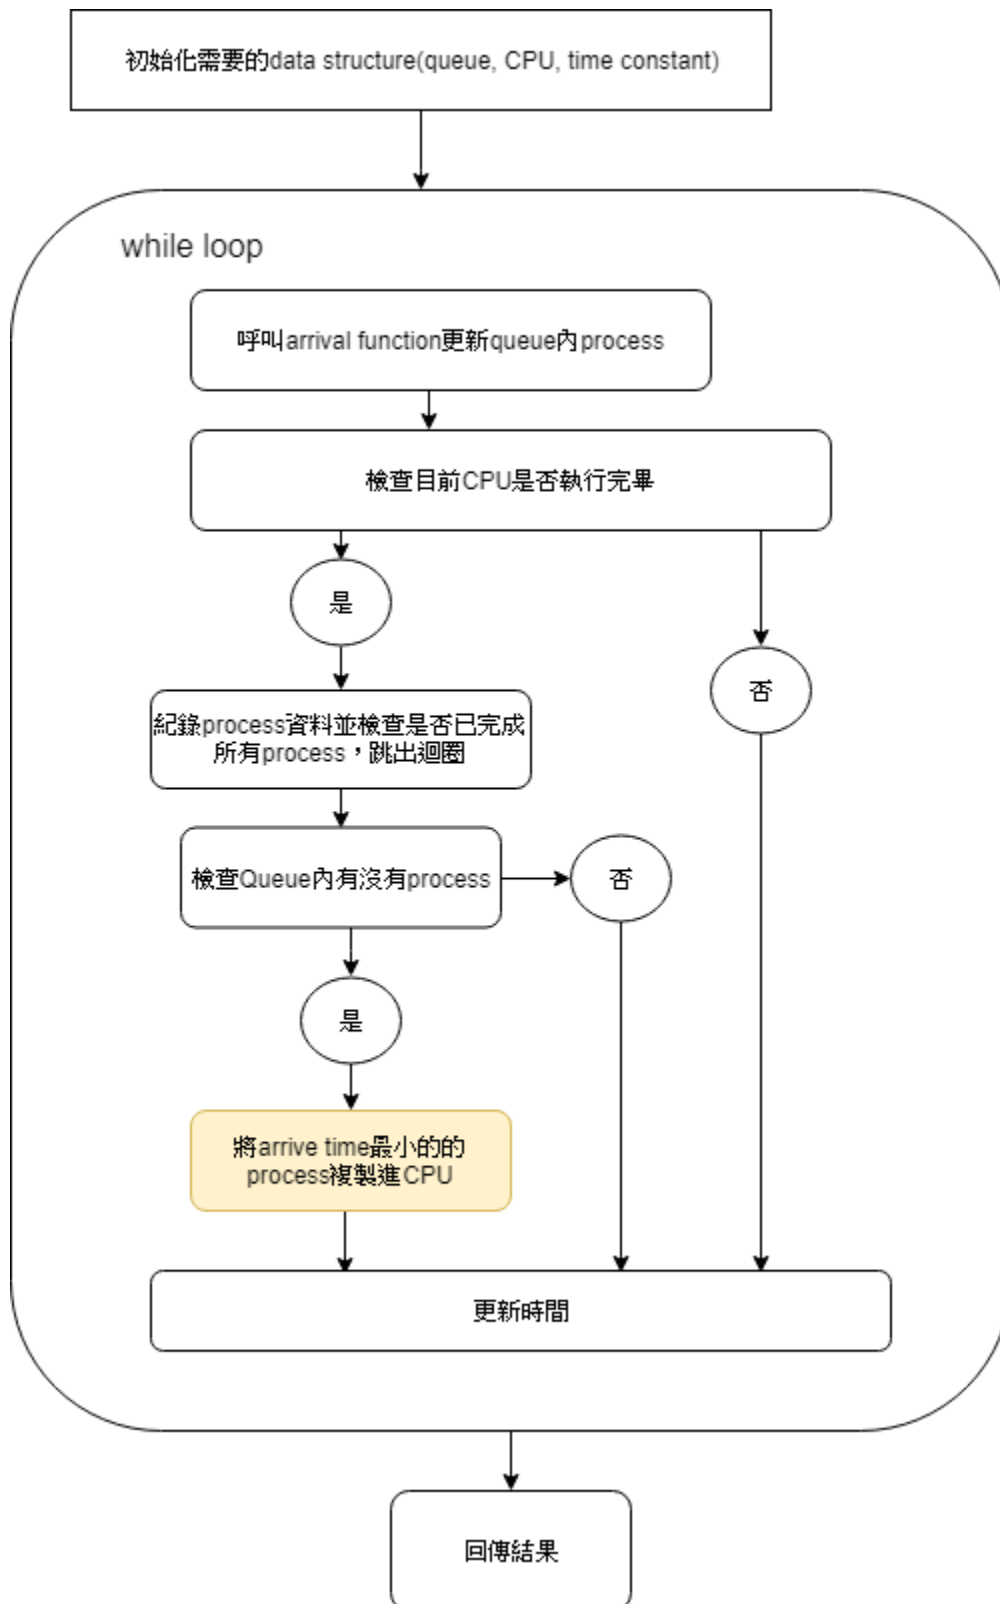 初始化需要的data structure(queue, CPU, time constant)
while loop
呼叫arrival function更新queue內process
檢查目前CPU是否執行完畢
是
否
紀錄process資料並檢查是否已完成
所有process，跳出迴圈
檢查Queue內有沒有process
否
是
將arrive time最小的的
process複製進CPU
更新時間
回傳結果